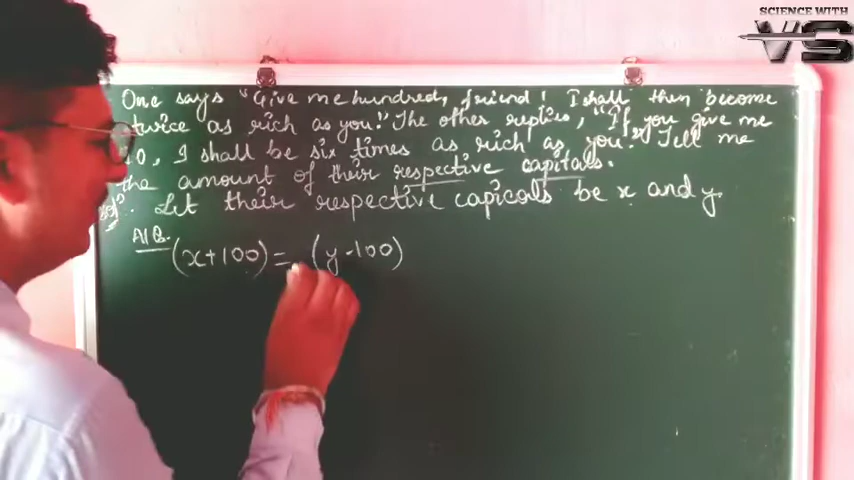 SCIENCE WITH
VS
One says "Give me hundred, friend! I shall then become
twice as rich as you!" The other replies, "If you give me
10, I shall be six times as rich as you." Tell me
the amount of their respective capitals.
Sol: Let their respective capicals be x and y.
A/Q.
(x+100) = (y-100)